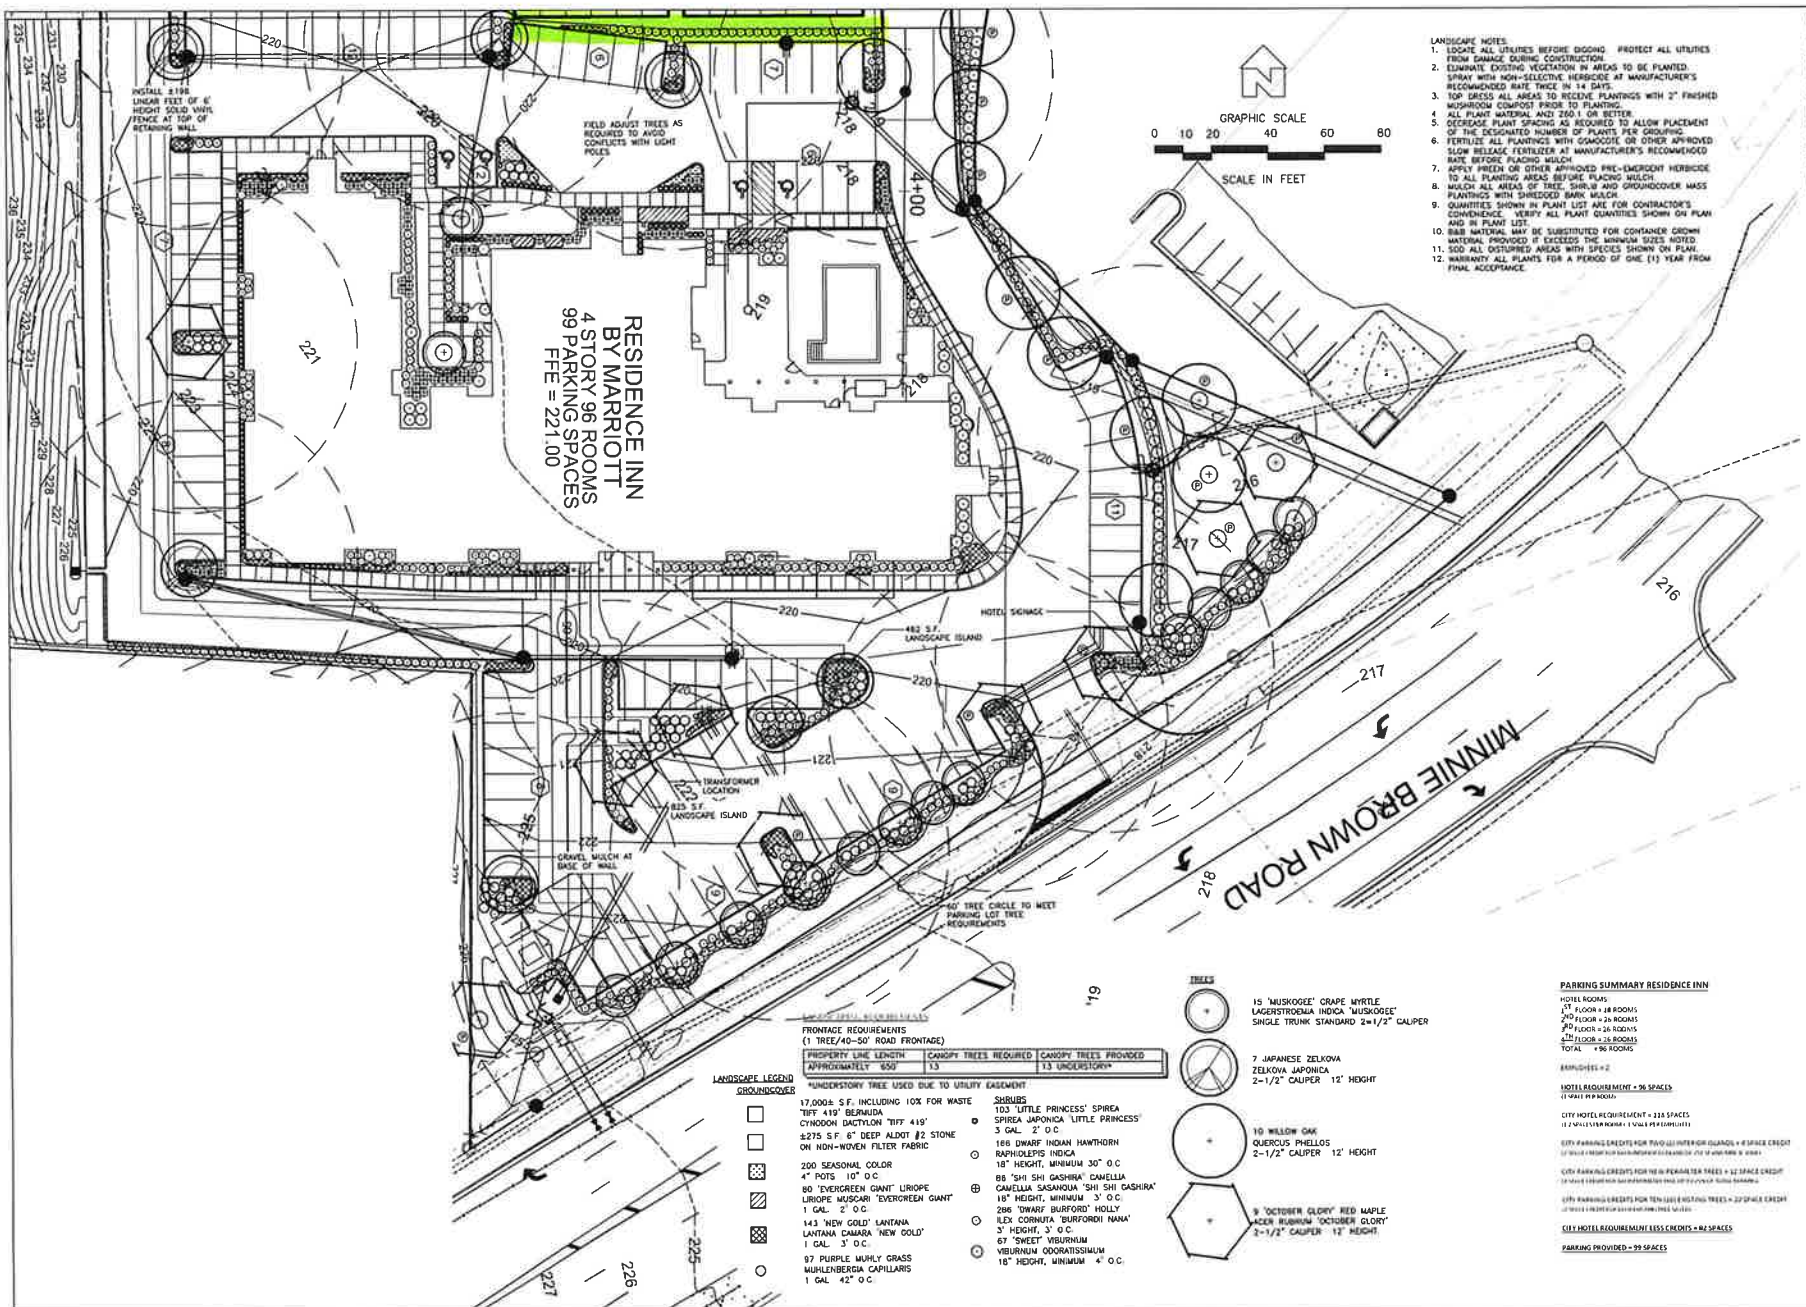 LANDSCAPE NOTES:
1. LOCATE ALL UTILITIES BEFORE DIGGING. PROTECT ALL UTILITIES
FROM DAMAGE DURING CONSTRUCTION.
2. ELIMINATE EXISTING VEGETATION IN AREAS TO BE PLANTED.
SPRAY WITH NON-SELECTIVE HERBICIDE AT MANUFACTURER'S
RECOMMENDED RATE TWICE IN 14 DAYS.
3. TOP DRESS ALL AREAS TO RECEIVE PLANTINGS WITH 2" FINISHED
MUSHROOM COMPOST PRIOR TO PLANTING.
4 ALL PLANT MATERIAL ANZI Z60.1 OR BETTER.
5. DECREASE PLANT SPACING AS REQUIRED TO ALLOW PLACEMENT
OF THE DESIGNATED NUMBER OF PLANTS PER GROUPING.
6. FERTILIZE ALL PLANTINGS WITH OSMOCOTE OR OTHER APPROVED
SLOW RELEASE FERTILIZER AT MANUFACTURER'S RECOMMENDED
RATE BEFORE PLACING MULCH
7. APPLY PREEN OR OTHER APPROVED PRE-EMERGENT HERBICIDE
TO ALL PLANTING AREAS BEFORE PLACING MULCH.
8. MULCH ALL AREAS OF TREE, SHRUB AND GROUNDCOVER MASS
PLANTINGS WITH SHREDDED BARK MULCH.
9. QUANTITIES SHOWN IN PLANT LIST ARE FOR CONTRACTOR'S
CONVENIENCE. VERIFY ALL PLANT QUANTITIES SHOWN ON PLAN
AND IN PLANT LIST.
10. B&B MATERIAL MAY BE SUBSTITUTED FOR CONTAINER GROWN
MATERIAL PROVIDED IT EXCEEDS THE MINIMUM SIZES NOTED.
11. SOD ALL DISTURBED AREAS WITH SPECIES SHOWN ON PLAN.
12. WARRANTY ALL PLANTS FOR A PERIOD OF ONE (1) YEAR FROM
FINAL ACCEPTANCE.
N
GRAPHIC SCALE
0 10 20 40 60 80
SCALE IN FEET
INSTALL ±198
LINEAR FEET OF 6'
HEIGHT SOLID VINYL
FENCE AT TOP OF
RETAINING WALL
FIELD ADJUST TREES AS
REQUIRED TO AVOID
CONFLICTS WITH LIGHT
POLES
4+00
RESIDENCE INN
BY MARRIOTT
4 STORY 96 ROOMS
99 PARKING SPACES
FFE = 221.00
221
219
218
220
HOTEL SIGNAGE
482 S.F.
LANDSCAPE ISLAND
TRANSFORMER
LOCATION
825 S.F.
LANDSCAPE ISLAND
GRAVEL MULCH AT
BASE OF WALL
60' TREE CIRCLE TO MEET
PARKING LOT TREE
REQUIREMENTS
MINNIE BROWN ROAD
216
217
218
225
226
227
FRONTAGE REQUIREMENTS
(1 TREE/40-50' ROAD FRONTAGE)
PROPERTY LINE LENGTH CANOPY TREES REQUIRED CANOPY TREES PROVIDED
APPROXIMATELY 650' 13 13 UNDERSTORY*
*UNDERSTORY TREE USED DUE TO UTILITY EASEMENT
LANDSCAPE LEGEND
GROUNDCOVER
17,000± S.F. INCLUDING 10% FOR WASTE
'TIFF 419' BERMUDA
CYNODON DACTYLON 'TIFF 419'
±275 S.F. 6" DEEP ALDOT #2 STONE
ON NON-WOVEN FILTER FABRIC
200 SEASONAL COLOR
4" POTS 10" O.C.
80 'EVERGREEN GIANT' LIRIOPE
LIRIOPE MUSCARI 'EVERGREEN GIANT'
1 GAL. 2' O.C.
143 'NEW GOLD' LANTANA
LANTANA CAMARA 'NEW GOLD'
1 GAL. 3' O.C.
97 PURPLE MUHLY GRASS
MUHLENBERGIA CAPILLARIS
1 GAL 42" O.C.
SHRUBS
103 'LITTLE PRINCESS' SPIREA
SPIREA JAPONICA 'LITTLE PRINCESS'
3 GAL. 2' O.C.
166 DWARF INDIAN HAWTHORN
RAPHIOLEPIS INDICA
18" HEIGHT, MINIMUM 30" O.C
86 'SHI SHI GASHIRA' CAMELLIA
CAMELLIA SASANQUA 'SHI SHI GASHIRA'
18" HEIGHT, MINIMUM 3' O.C.
286 'DWARF BURFORD' HOLLY
ILEX CORNUTA 'BURFORDII NANA'
3' HEIGHT, 3' O.C.
67 'SWEET' VIBURNUM
VIBURNUM ODORATISSIMUM
18" HEIGHT, MINIMUM 4' O.C.
TREES
15 'MUSKOGEE' CRAPE MYRTLE
LAGERSTROEMIA INDICA 'MUSKOGEE'
SINGLE TRUNK STANDARD 2-1/2" CALIPER
7 JAPANESE ZELKOVA
ZELKOVA JAPONICA
2-1/2" CALIPER 12' HEIGHT
10 WILLOW OAK
QUERCUS PHELLOS
2-1/2" CALIPER 12' HEIGHT
9 'OCTOBER GLORY' RED MAPLE
ACER RUBRUM 'OCTOBER GLORY'
2-1/2" CALIPER 12' HEIGHT
PARKING SUMMARY RESIDENCE INN
HOTEL ROOMS
1ST FLOOR = 18 ROOMS
2ND FLOOR = 26 ROOMS
3RD FLOOR = 26 ROOMS
4TH FLOOR = 26 ROOMS
TOTAL = 96 ROOMS
EMPLOYEES = 2
HOTEL REQUIREMENT = 96 SPACES
(1 SPACE PER ROOM)
CITY HOTEL REQUIREMENT
CITY HOTEL REQUIREMENT LESS CREDITS = 82 SPACES
PARKING PROVIDED = 99 SPACES